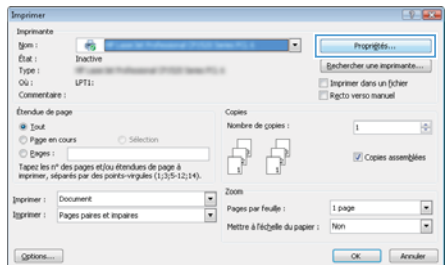 Imprimer
Imprimante
Nom :
Propriétés...
État : Inactive
Type :
Rechercher une imprimante...
Où : LPT1:
Imprimer dans un fichier
Commentaire :
Recto verso manuel
Étendue de page
Tout
Page en cours
Sélection
Pages :
Tapez les n° des pages et/ou étendues de page à
imprimer, séparés par des points-virgules (1;3;5-12;14).
Copies
Nombre de copies : 1
Copies assemblées
Imprimer : Document
Imprimer : Pages paires et impaires
Zoom
Pages par feuille : 1 page
Mettre à l'échelle du papier : Non
Options...
OK
Annuler